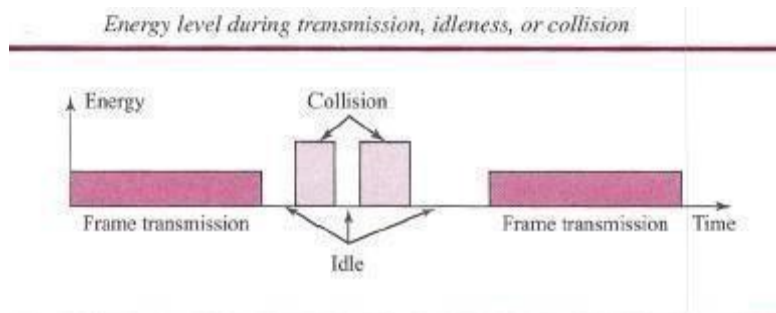 Energy level during transmission, idleness, or collision
Energy
Collision
Frame transmission
Frame transmission
Time
Idle